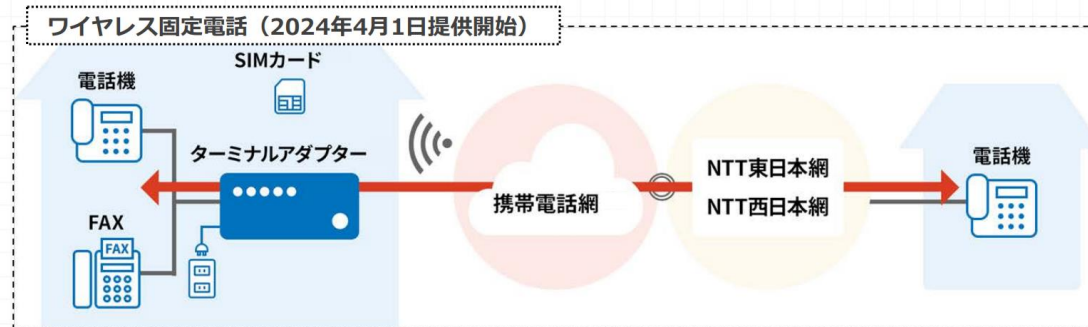 ワイヤレス固定電話（2024年4月1日提供開始）
SIMカード
電話機
ターミナルアダプター
FAX
FAX
携帯電話網
NTT東日本網
NTT西日本網
電話機